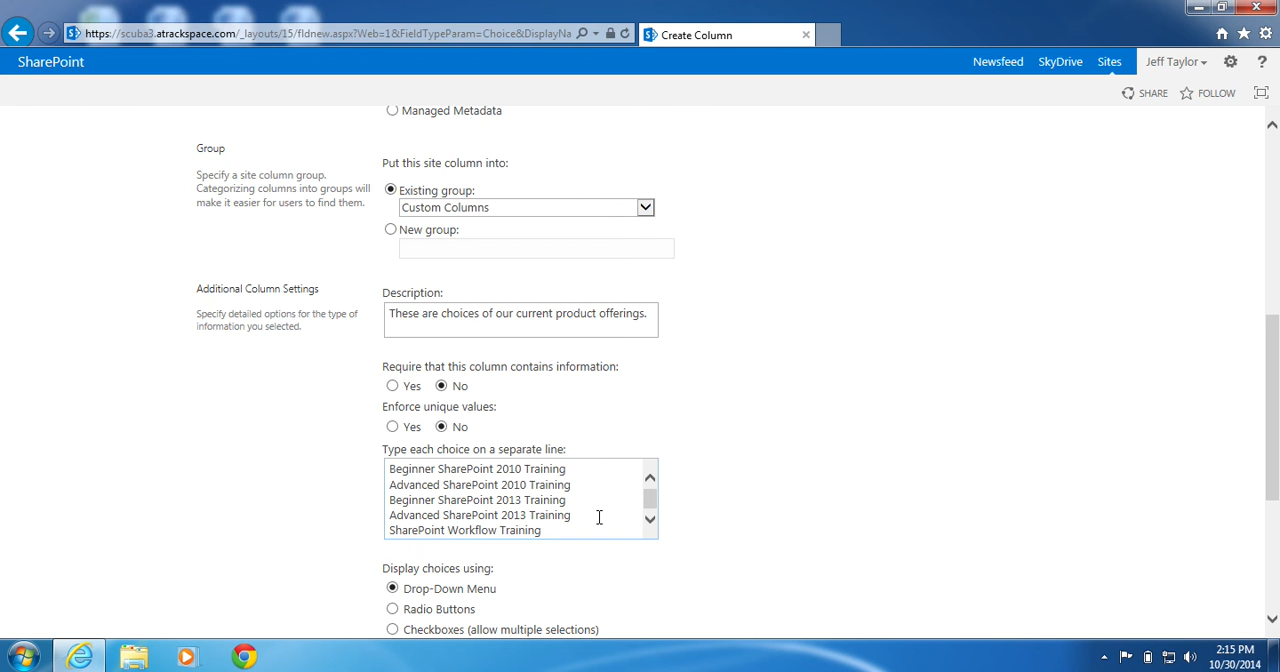 https://scuba3.atrackspace.com/_layouts/15/fldnew.aspx?Web=1&FieldTypeParam=Choice&DisplayNa
Create Column
SharePoint
Newsfeed SkyDrive Sites Jeff Taylor ?
SHARE FOLLOW
Managed Metadata
Group
Specify a site column group.
Categorizing columns into groups will
make it easier for users to find them.
Put this site column into:
Existing group:
Custom Columns
New group:
Additional Column Settings
Specify detailed options for the type of
information you selected.
Description:
These are choices of our current product offerings.
Require that this column contains information:
Yes No
Enforce unique values:
Yes No
Type each choice on a separate line:
Beginner SharePoint 2010 Training
Advanced SharePoint 2010 Training
Beginner SharePoint 2013 Training
Advanced SharePoint 2013 Training
SharePoint Workflow Training
Display choices using:
Drop-Down Menu
Radio Buttons
Checkboxes (allow multiple selections)
2:15 PM
10/30/2014